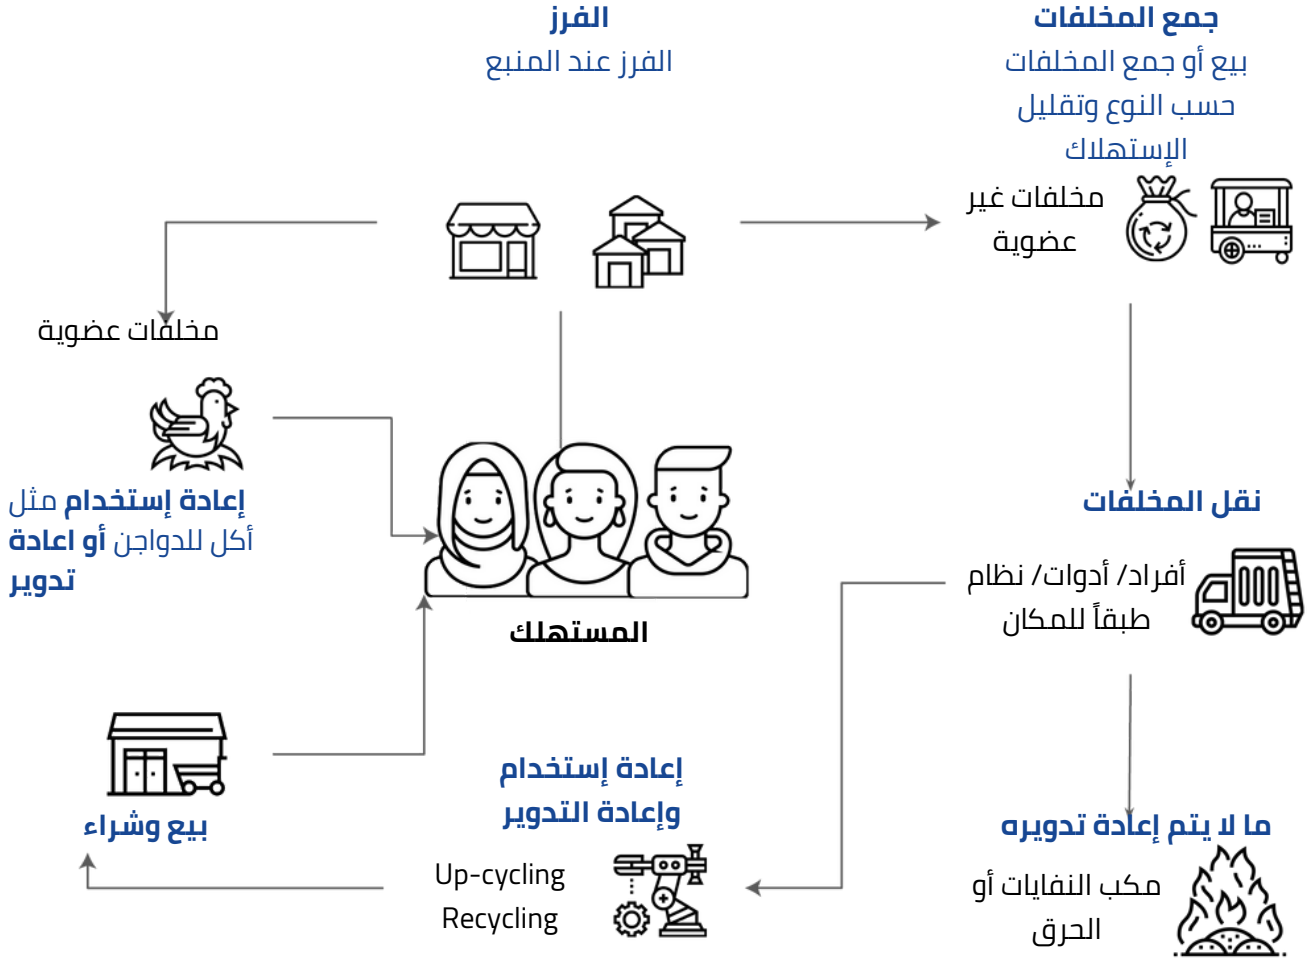 جمع المخلفات
بيع أو جمع المخلفات
حسب النوع وتقليل
الإستهلاك
مخلفات غير
عضوية
الفرز
الفرز عند المنبع
مخلفات عضوية
إعادة إستخدام مثل
أكل للدواجن أو اعادة
تدوير
المستهلك
نقل المخلفات
أفراد/ أدوات/ نظام
طبقاً للمكان
ما لا يتم إعادة تدويره
مكب النفايات أو
الحرق
إعادة إستخدام
وإعادة التدوير
Up-cycling
Recycling
بيع وشراء